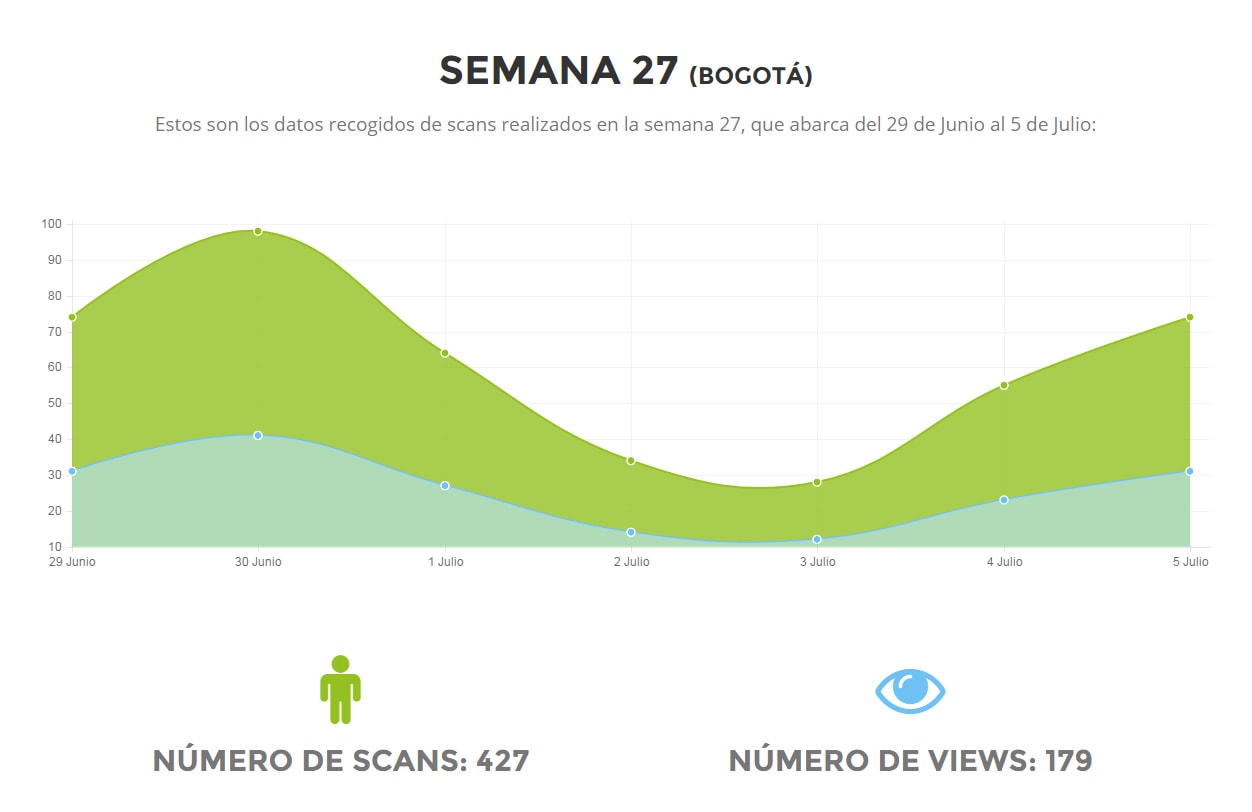 SEMANA 27 (BOGOTÁ)
Estos son los datos recogidos de scans realizados en la semana 27, que abarca del 29 de Junio al 5 de Julio:
100
90
80
70
60
50
40
30
20
10
29 Junio 30 Junio 1 Julio 2 Julio 3 Julio 4 Julio 5 Julio
NÚMERO DE SCANS: 427 NÚMERO DE VIEWS: 179